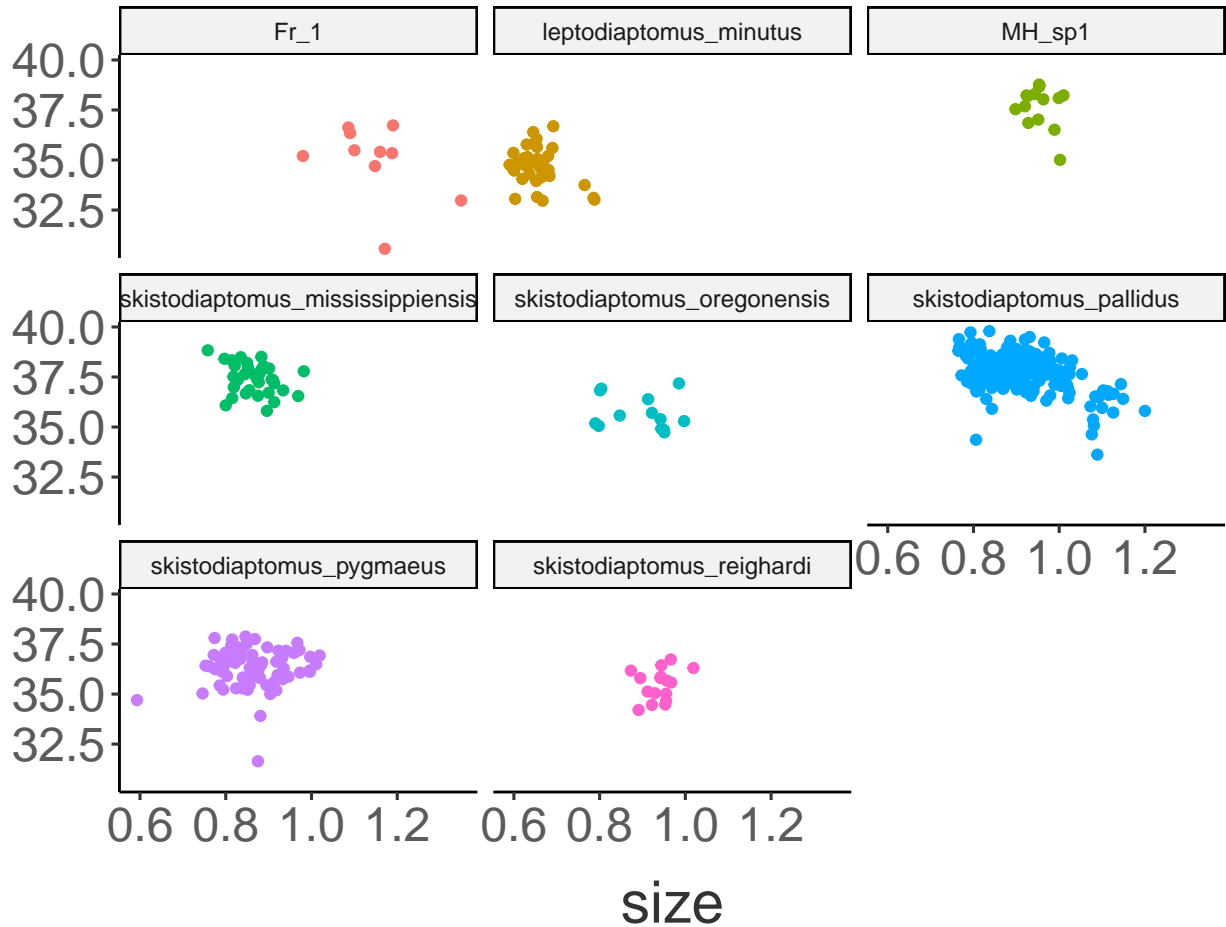 Fr_1 leptodiaptomus_minutus MH_sp1
40.0
37.5
35.0
32.5
skistodiaptomus_mississippiensis skistodiaptomus_oregonensis skistodiaptomus_pallidus
40.0
37.5
35.0
32.5
0.6 0.8 1.0 1.2
skistodiaptomus_pygmaeus skistodiaptomus_reighardi
40.0
37.5
35.0
32.5
0.6 0.8 1.0 1.2 0.6 0.8 1.0 1.2
size